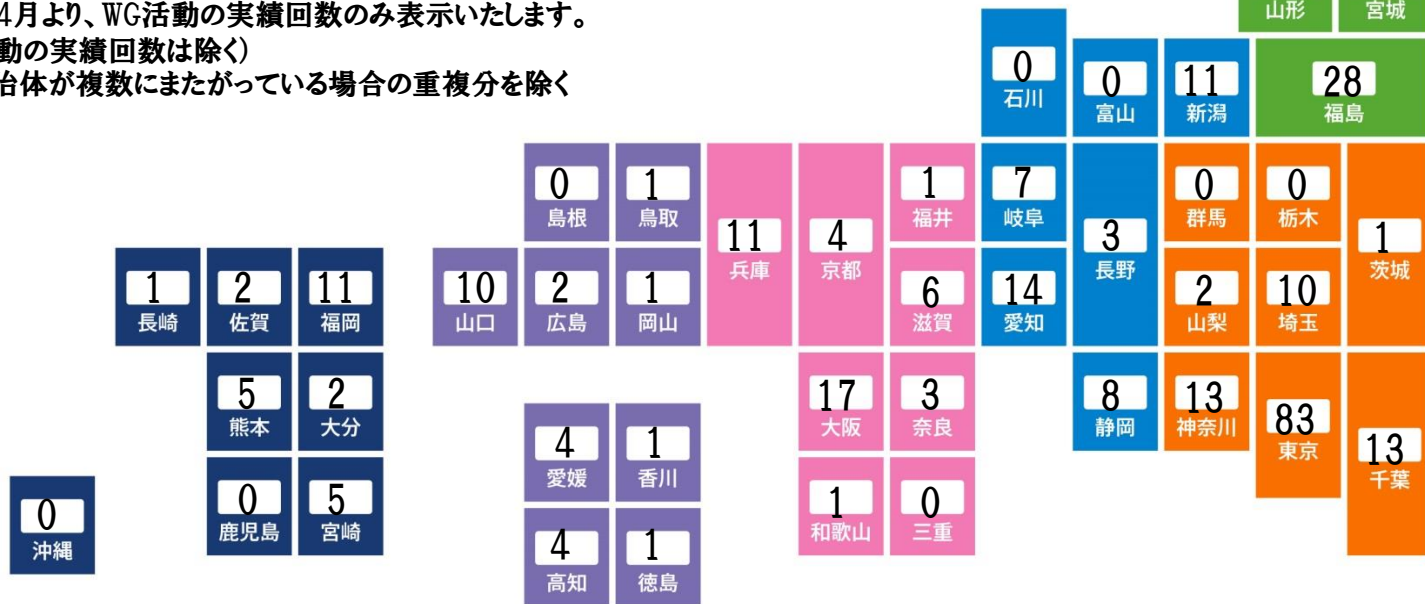 4月より、WG活動の実績回数のみ表示いたします。
動の実績回数は除く)
台体が複数にまたがっている場合の重複分を除く
山形 宮城
0 石川
0 富山
11 新潟
28 福島
0 島根
1 鳥取
11 兵庫
4 京都
1 福井
7 岐阜
3 長野
0 群馬
0 栃木
1 茨城
1 長崎
2 佐賀
11 福岡
10 山口
2 広島
1 岡山
6 滋賀
14 愛知
2 山梨
10 埼玉
5 熊本
2 大分
17 大阪
3 奈良
8 静岡
13 神奈川
83 東京
13 千葉
4 愛媛
1 香川
0 沖縄
0 鹿児島
5 宮崎
1 和歌山
0 三重
4 高知
1 徳島